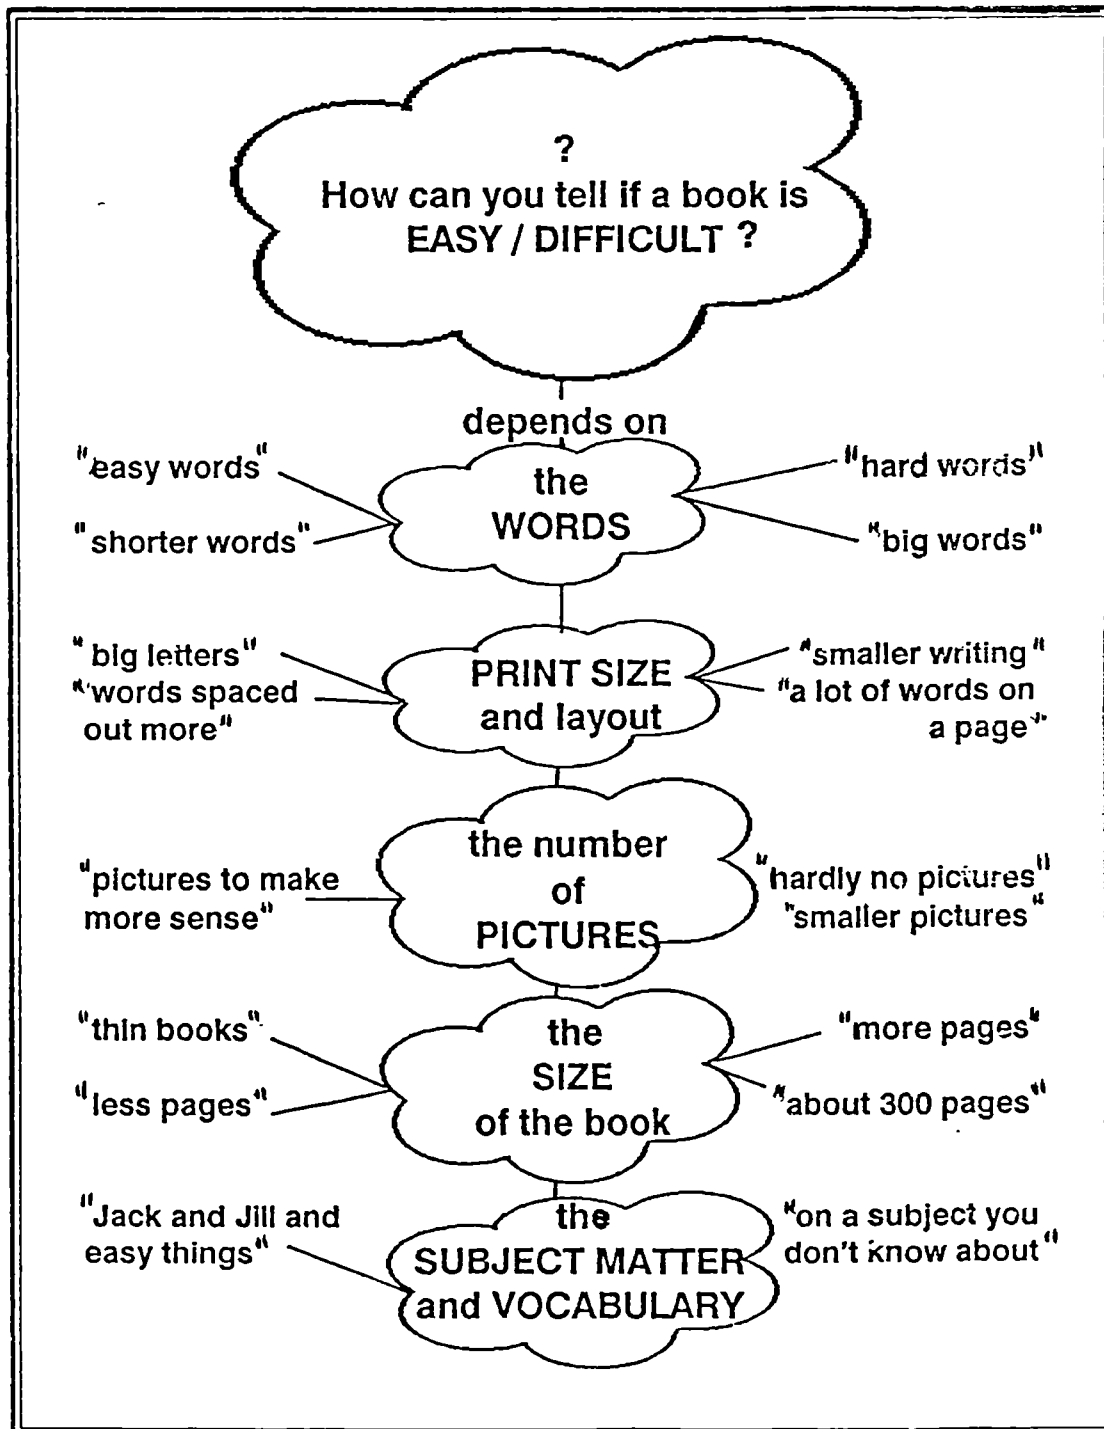 ?
How can you tell if a book is
EASY / DIFFICULT ?
depends on
"easy words"
"shorter words"
the
WORDS
"hard words"
"big words"
"big letters"
"words spaced
out more"
PRINT SIZE
and layout
"smaller writing"
"a lot of words on
a page"
"pictures to make
more sense"
the number
of
PICTURES
"hardly no pictures"
"smaller pictures"
"thin books"
"less pages"
the
SIZE
of the book
"more pages"
"about 300 pages"
"Jack and Jill and
easy things"
the
SUBJECT MATTER
and VOCABULARY
"on a subject you
don't know about"